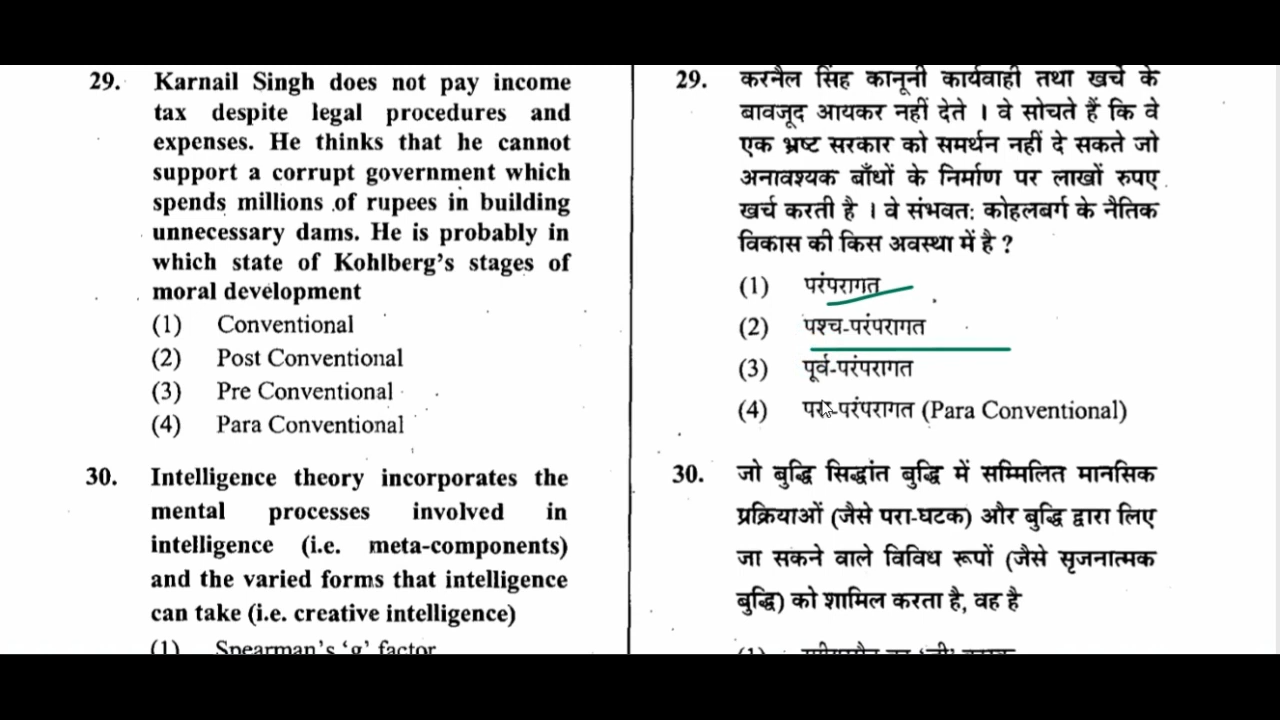 29. Karnail Singh does not pay income
tax despite legal procedures and
expenses. He thinks that he cannot
support a corrupt government which
spends millions of rupees in building
unnecessary dams. He is probably in
which state of Kohlberg's stages of
moral development
(1) Conventional
(2) Post Conventional
(3) Pre Conventional
(4) Para Conventional
30. Intelligence theory incorporates the
mental processes involved in
intelligence (i.e. meta-components)
and the varied forms that intelligence
can take (i.e. creative intelligence)
(1) Spearman's 'g' factor
29. करनैल सिंह कानूनी कार्यवाही तथा खर्चे के
बावजूद आयकर नहीं देते । वे सोचते हैं कि वे
एक भ्रष्ट सरकार को समर्थन नहीं दे सकते जो
अनावश्यक बाँधों के निर्माण पर लाखों रुपए
खर्च करती है । वे संभवत: कोहलबर्ग के नैतिक
विकास की किस अवस्था में है ?
(1) परंपरागत
(2) पश्च-परंपरागत
(3) पूर्व-परंपरागत
(4) परा-परंपरागत (Para Conventional)
30. जो बुद्धि सिद्धांत बुद्धि में सम्मिलित मानसिक
प्रक्रियाओं (जैसे परा-घटक) और बुद्धि द्वारा लिए
जा सकने वाले विविध रूपों (जैसे सृजनात्मक
बुद्धि) को शामिल करता है, वह है
(1)